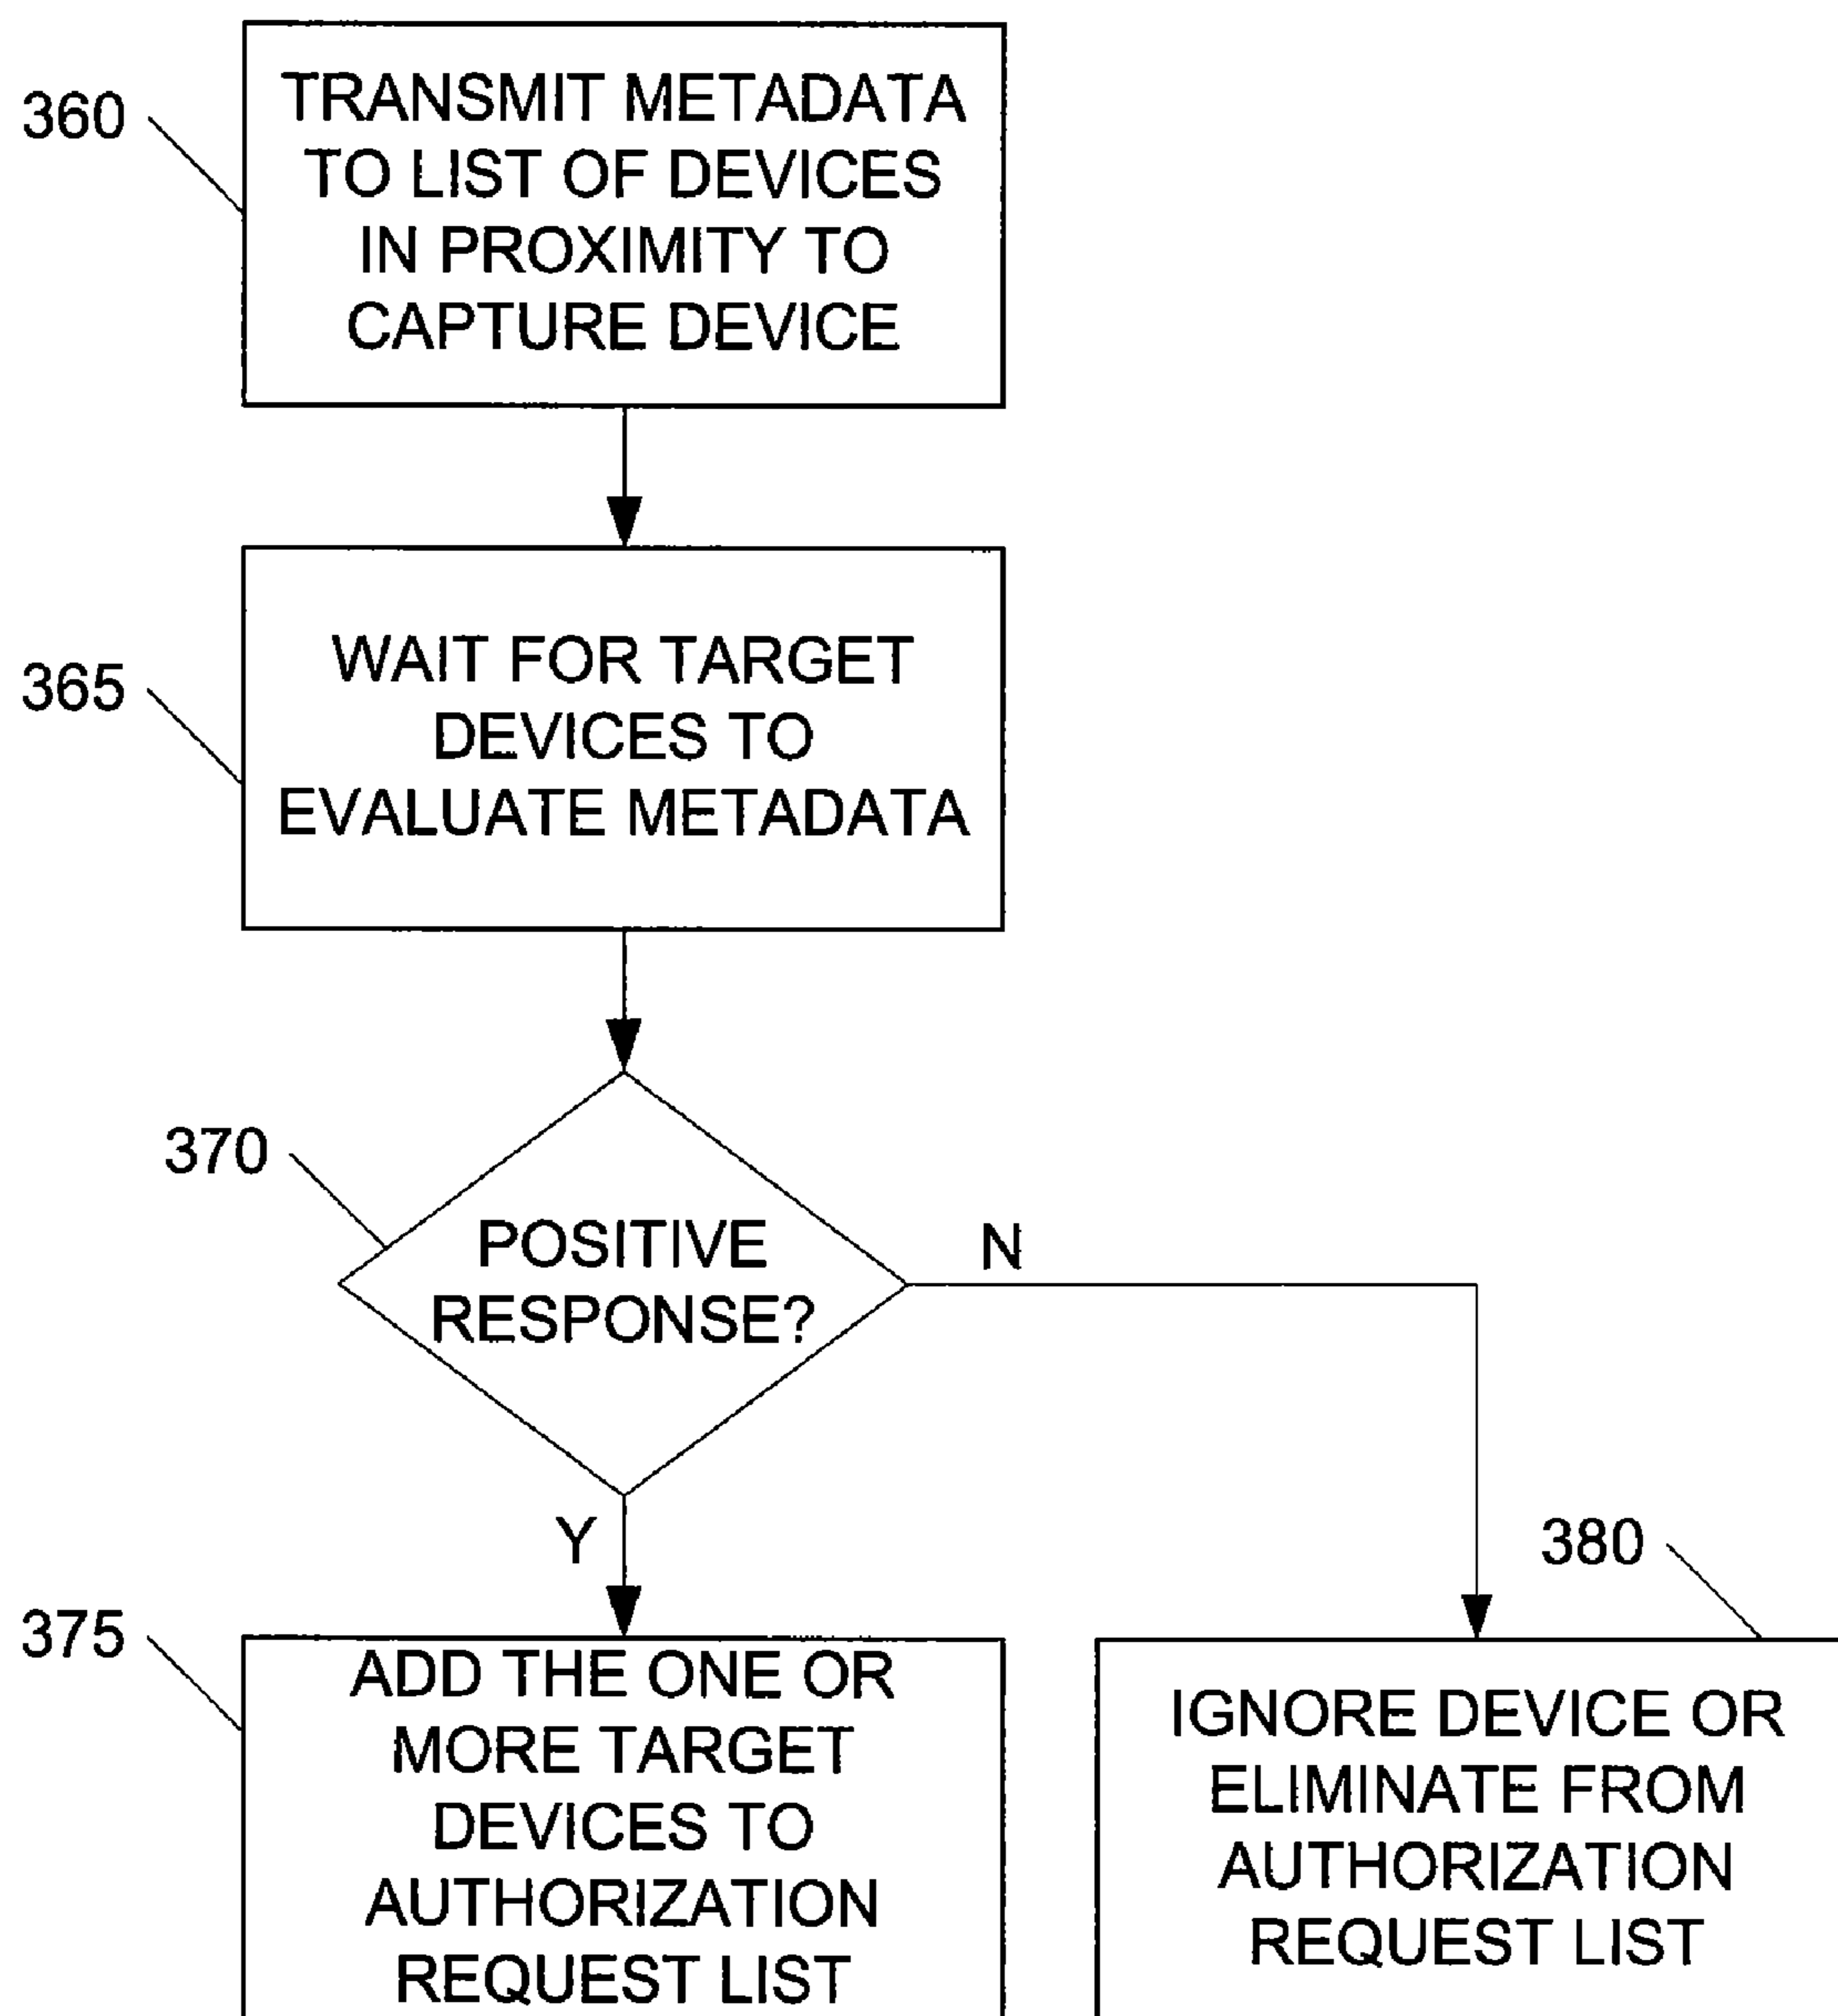 360
TRANSMIT METADATA
TO LIST OF DEVICES
IN PROXIMITY TO
CAPTURE DEVICE
365
WAIT FOR TARGET
DEVICES TO
EVALUATE METADATA
370
POSITIVE
RESPONSE?
N
Y
375
ADD THE ONE OR
MORE TARGET
DEVICES TO
AUTHORIZATION
REQUEST LIST
380
IGNORE DEVICE OR
ELIMINATE FROM
AUTHORIZATION
REQUEST LIST